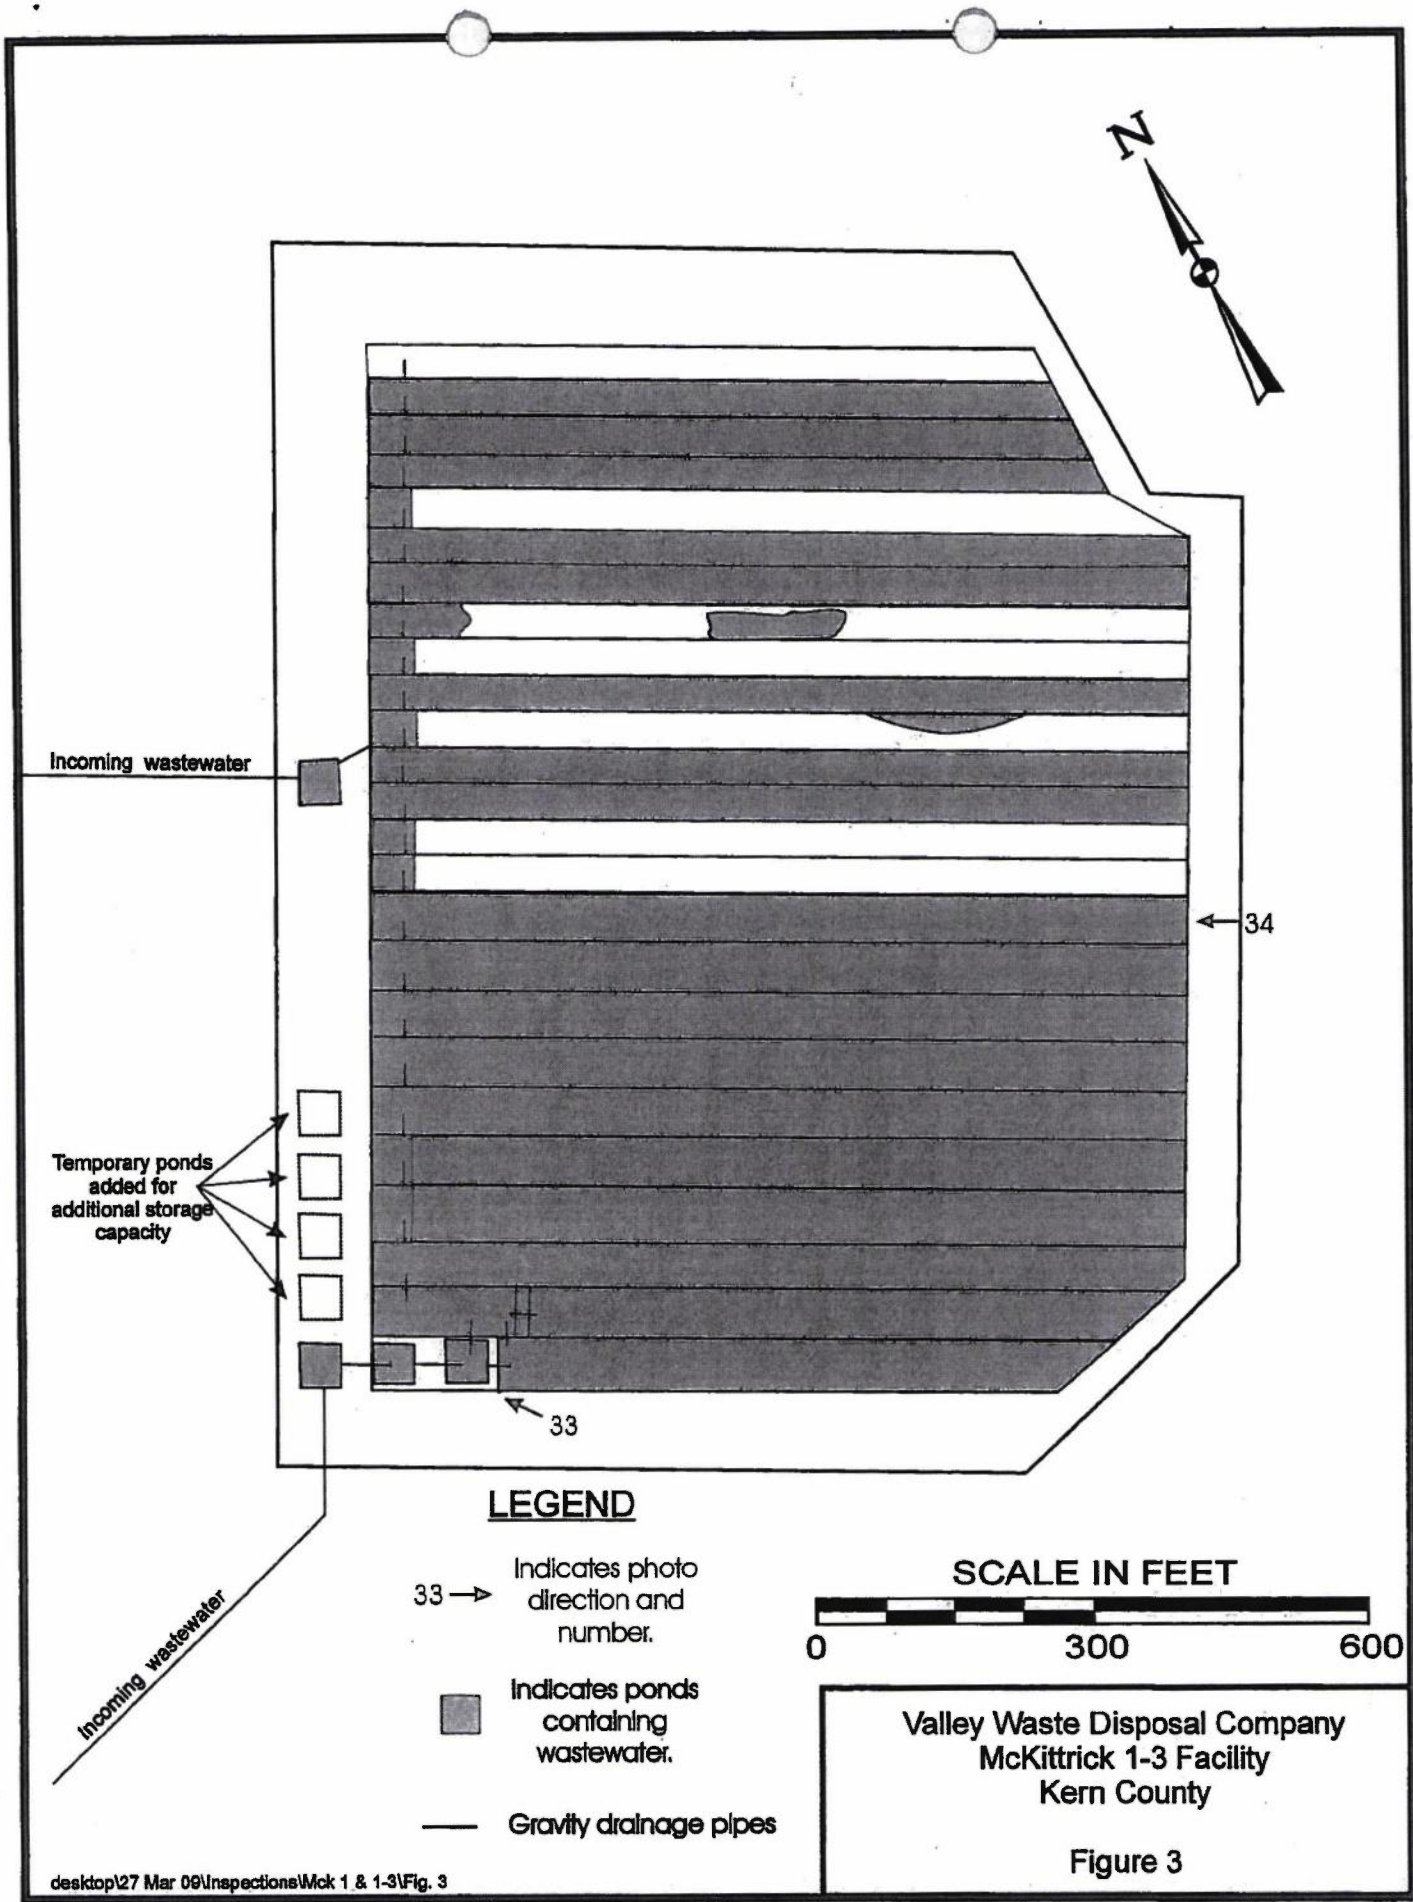 N
Incoming wastewater
34
Temporary ponds
added for
additional storage
capacity
33
Incoming wastewater
LEGEND
33
Indicates photo
direction and
number.
Indicates ponds
containing
wastewater.
Gravity drainage pipes
SCALE IN FEET
0 300 600
Valley Waste Disposal Company
McKittrick 1-3 Facility
Kern County
Figure 3
desktop\27 Mar 09\Inspections\Mck 1 & 1-3\Fig. 3